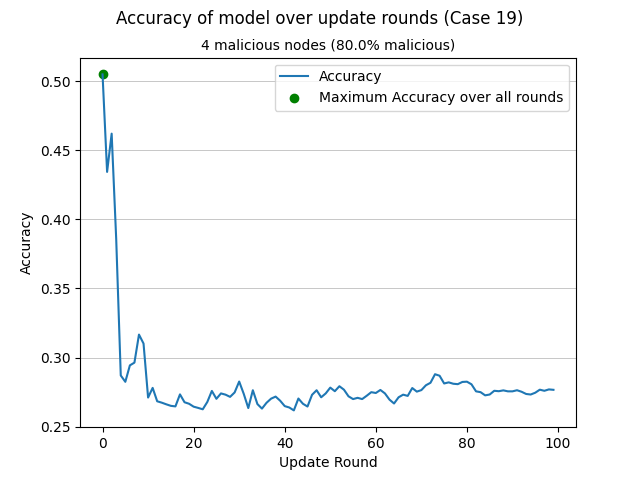 Accuracy of model over update rounds (Case 19)
4 malicious nodes (80.0% malicious)
Accuracy
Maximum Accuracy over all rounds
0.50
0.45
0.40
0.35
0.30
0.25
Accuracy
0 20 40 60 80 100
Update Round